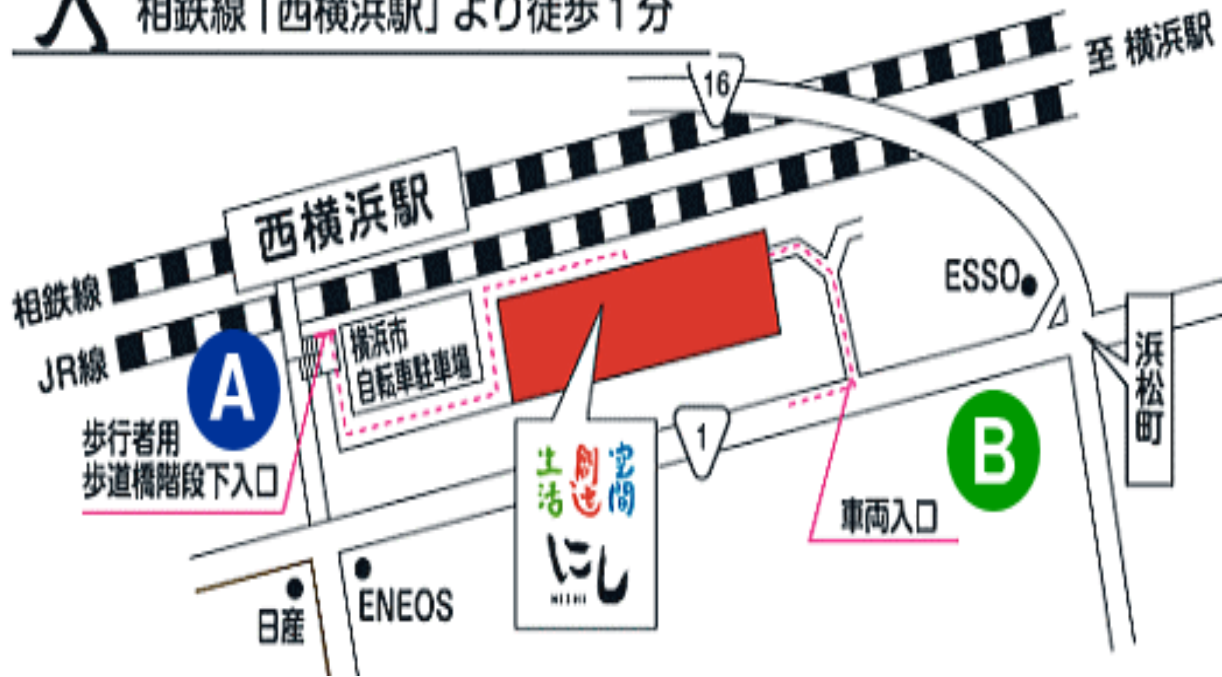 相鉄線「西横浜駅」より徒歩1分
16
至 横浜駅
西横浜駅
相鉄線
JR線
横浜市
自転車駐車場
ESSO
浜松町
A
歩行者用
歩道橋階段下入口
1
B
車両入口
生活
創造
空間
にし
NISHI
日産
ENEOS